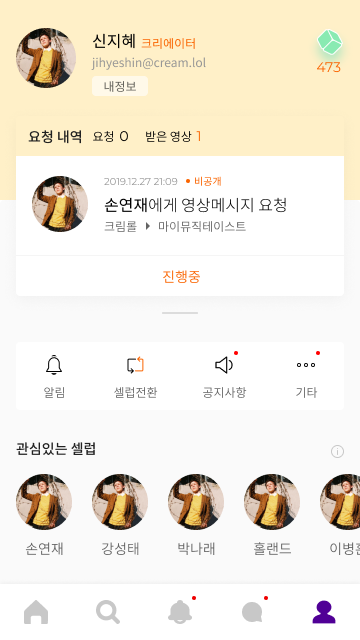 신지혜 크리에이터
jihyeshin@cream.lol
473
내정보
요청 내역 요청 0 받은 영상 1
2019.12.27 21:09 비공개
손연재에게 영상메시지 요청
크림롤 마이뮤직테이스트
진행중
알림 셀럽전환 공지사항 기타
관심있는 셀럽
손연재 강성태 박나래 홀랜드 이병